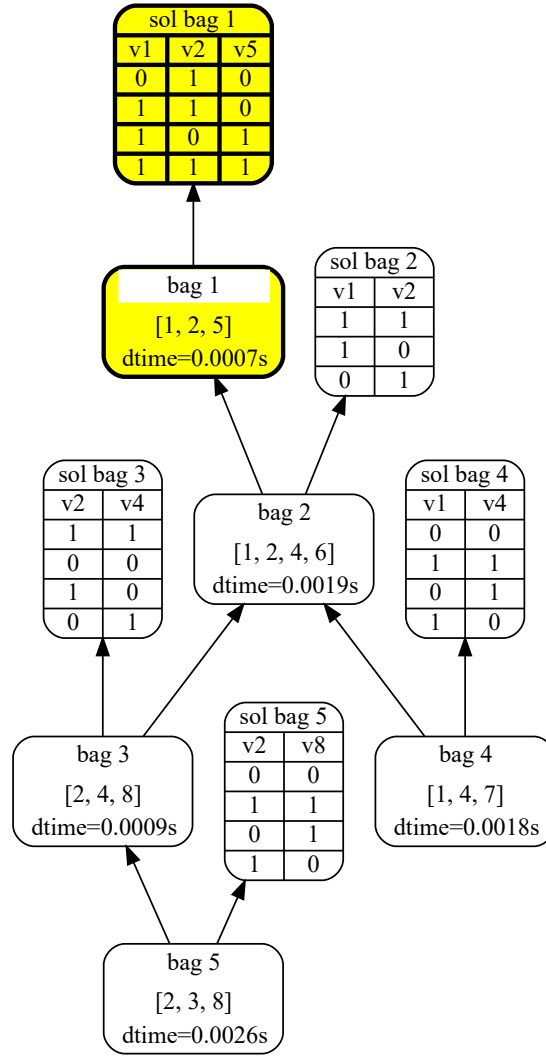 sol bag 1
v1 v2 v5
0 1 0
1 1 0
1 0 1
1 1 1
bag 1
[1, 2, 5]
dtime=0.0007s
sol bag 2
v1 v2
1 1
1 0
0 1
sol bag 3
v2 v4
1 1
0 0
1 0
0 1
bag 2
[1, 2, 4, 6]
dtime=0.0019s
sol bag 4
v1 v4
0 0
1 1
0 1
1 0
bag 3
[2, 4, 8]
dtime=0.0009s
sol bag 5
v2 v8
0 0
1 1
0 1
1 0
bag 4
[1, 4, 7]
dtime=0.0018s
bag 5
[2, 3, 8]
dtime=0.0026s